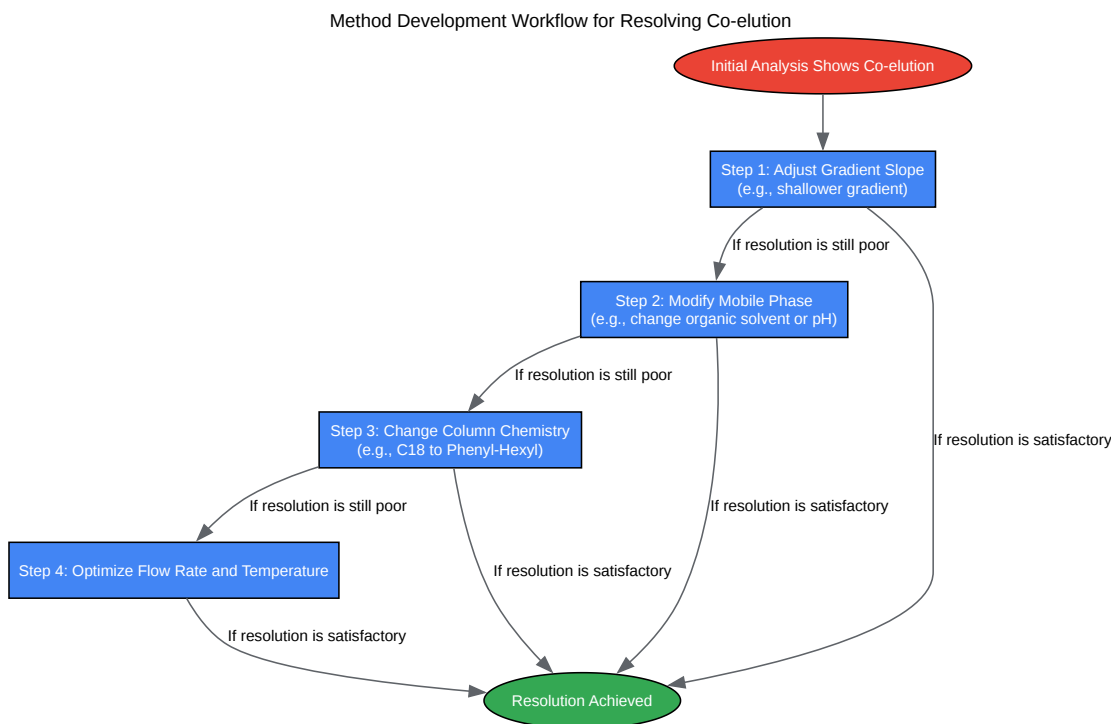 Method Development Workflow for Resolving Co-elution
Initial Analysis Shows Co-elution
Step 1: Adjust Gradient Slope
(e.g., shallower gradient)
If resolution is still poor
Step 2: Modify Mobile Phase
(e.g., change organic solvent or pH)
If resolution is still poor
Step 3: Change Column Chemistry
(e.g., C18 to Phenyl-Hexyl)
If resolution is satisfactory
If resolution is still poor
If resolution is satisfactory
Step 4: Optimize Flow Rate and Temperature
If resolution is satisfactory
If resolution is satisfactory
Resolution Achieved